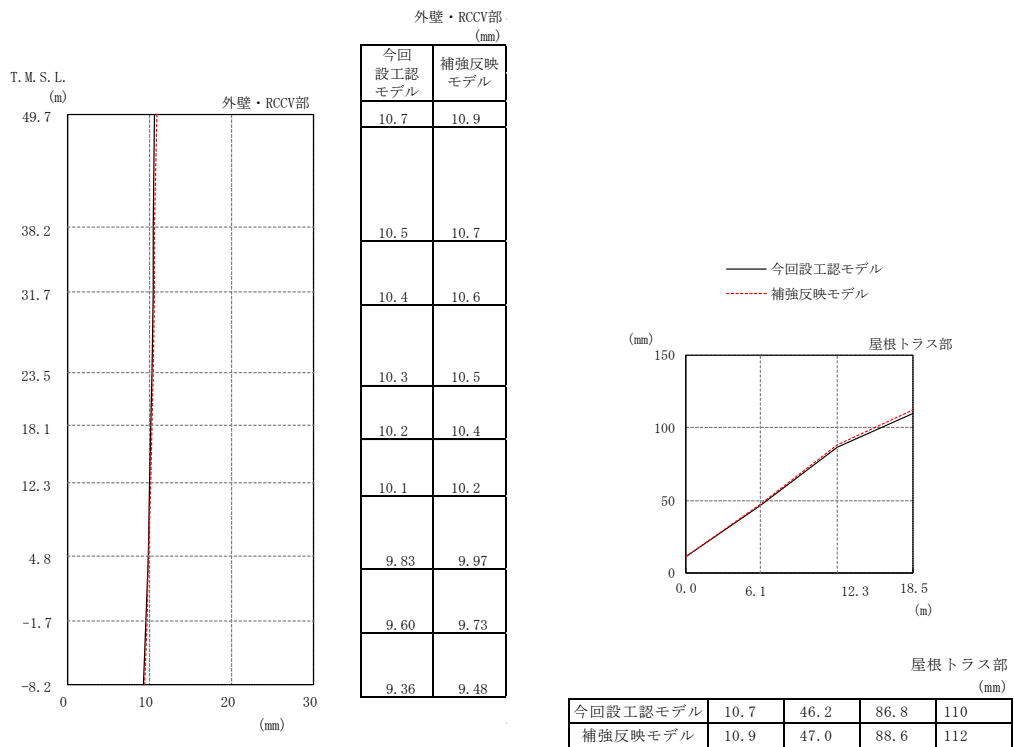 外壁・RCCV部
(mm)
今回
設工認
モデル
補強反映
モデル
10.7 10.9
10.5 10.7
10.4 10.6
10.3 10.5
10.2 10.4
10.1 10.2
9.83 9.97
9.60 9.73
9.36 9.48
T.M.S.L.
(m)
外壁・RCCV部
49.7
38.2
31.7
23.5
18.1
12.3
4.8
-1.7
-8.2
0 10 20 30
(mm)
今回設工認モデル
補強反映モデル
(mm)
屋根トラス部
150
100
50
0
0.0 6.1 12.3 18.5
(m)
屋根トラス部
(mm)
今回設工認モデル 10.7 46.2 86.8 110
補強反映モデル 10.9 47.0 88.6 112